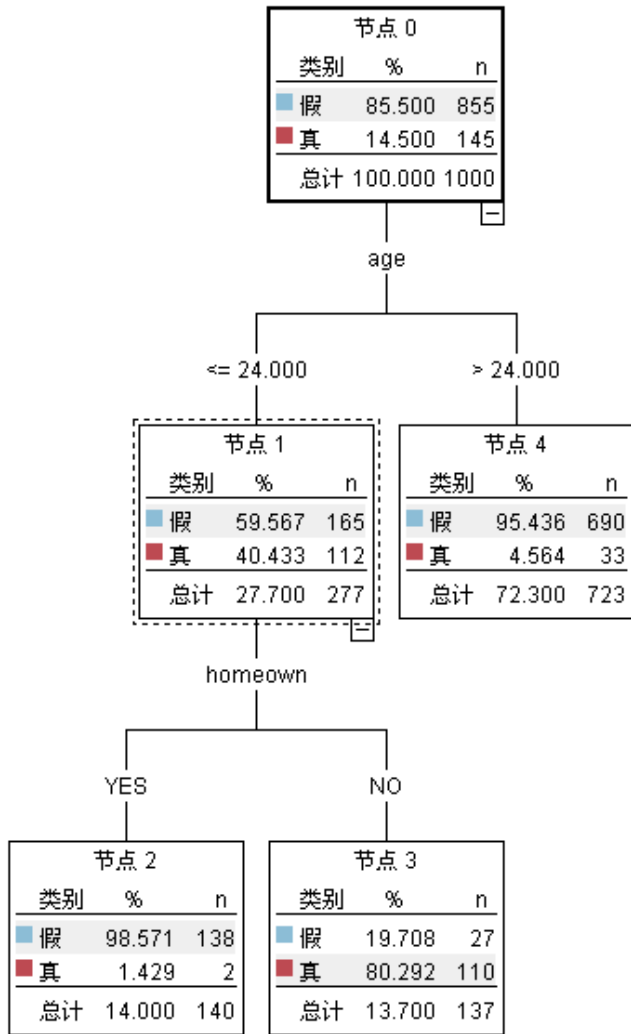 节点 0
类别 % n
假 85.500 855
真 14.500 145
总计 100.000 1000
age
<= 24.000
> 24.000
节点 1
类别 % n
假 59.567 165
真 40.433 112
总计 27.700 277
节点 4
类别 % n
假 95.436 690
真 4.564 33
总计 72.300 723
homeown
YES
NO
节点 2
类别 % n
假 98.571 138
真 1.429 2
总计 14.000 140
节点 3
类别 % n
假 19.708 27
真 80.292 110
总计 13.700 137